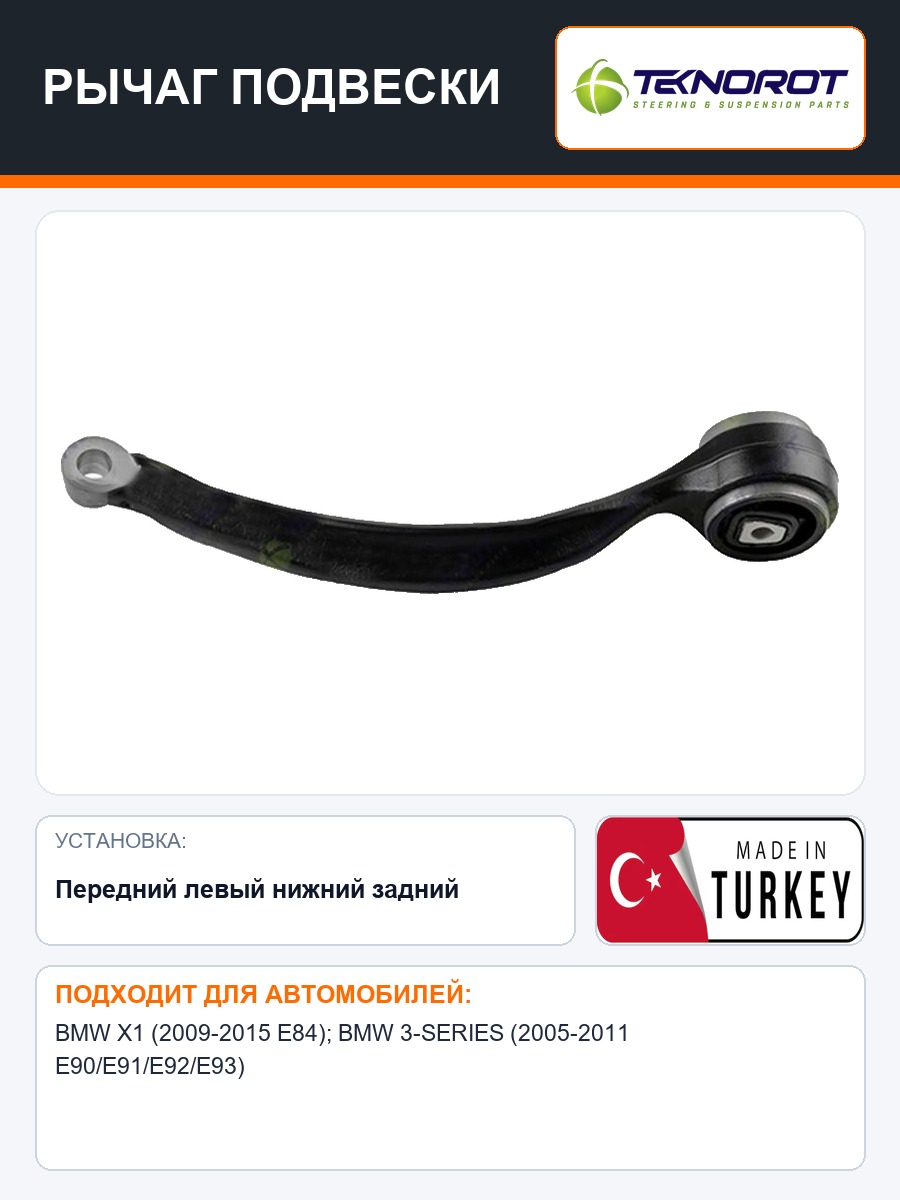 РЫЧАГ ПОДВЕСКИ
TEKNOROT
STEERING & SUSPENSION PARTS
УСТАНОВКА:
Передний левый нижний задний
MADE IN
TURKEY
ПОДХОДИТ ДЛЯ АВТОМОБИЛЕЙ:
BMW X1 (2009-2015 E84); BMW 3-SERIES (2005-2011
E90/E91/E92/E93)